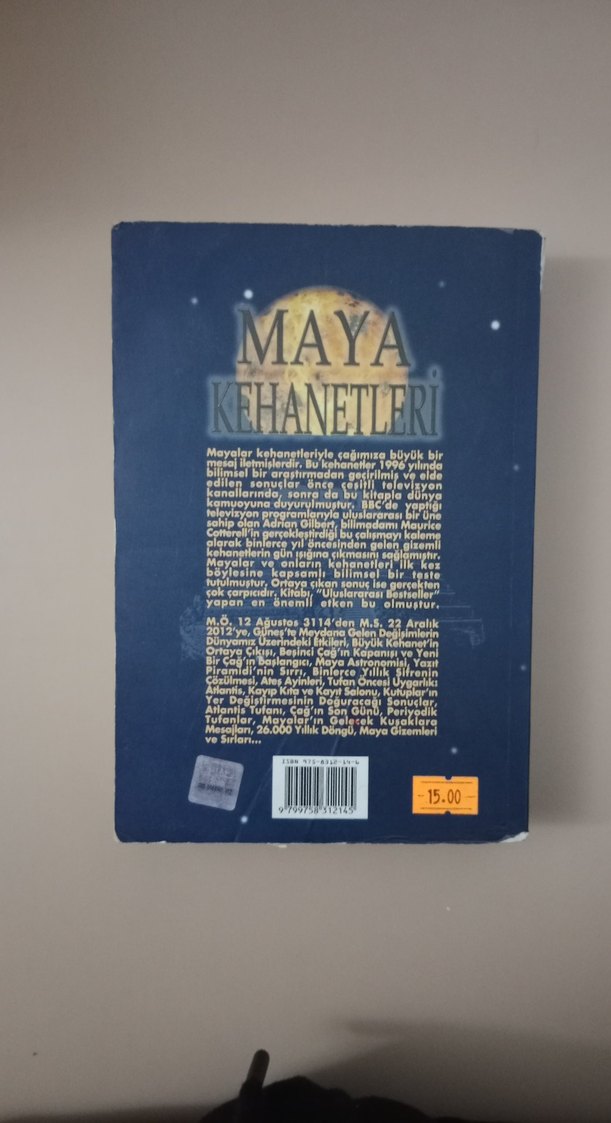 MAYA
KEHANETLERİ
Mayalar kehanetleriyle çağımıza büyük bir
mesaj iletmişlerdir. Bu kehanetler 1996 yılında
bilimsel bir araştırmadan geçirilmiş ve elde
edilen sonuçlar önce çeşitli televizyon
kanallarında, sonra da bu kitapla dünya
kamuoyuna duyurulmuştur. BBC'de yaptığı
televizyon programlarıyla uluslararası bir üne
sahip olan Adrian Gilbert, bilimadamı Maurice
Cotterell'in gerçekleştirdiği bu çalışmayı kaleme
alarak binlerce yıl öncesinden gelen gizemli
kehanetlerin gün ışığına çıkmasını sağlamıştır.
Mayalar ve onların kehanetleri ilk kez
böylesine kapsamlı bilimsel bir teste
tutulmuştur. Ortaya çıkan sonuç ise gerçekten
çok çarpıcıdır. Kitabı, "Uluslararası Bestseller"
yapan en önemli etken bu olmuştur.
M.Ö. 12 Ağustos 3114'den M.S. 22 Aralık
2012'ye, Güneş'te Meydana Gelen Değişimlerin
Dünyamız Üzerindeki Etkileri, Büyük Kehanet'in
Ortaya Çıkışı, Beşinci Çağ'ın Kapanışı ve Yeni
Bir Çağ'ın Başlangıcı, Maya Astronomisi, Yazıt
Piramidi'nin Sırrı, Binlerce Yıllık Şifrenin
Çözülmesi, Ateş Ayinleri, Tufan Öncesi Uygarlık:
Atlantis, Kayıp Kıta ve Kayıt Salonu, Kutuplar'ın
Yer Değiştirmesinin Doğuracağı Sonuçlar,
Atlantis Tufanı, Çağ'ın Son Günü, Periyodik
Tufanlar, Mayalar'ın Gelecek Kuşaklara
Mesajları, 26.000 Yıllık Döngü, Maya Gizemleri
ve Sırları...
ISBN 975-8312-14-6
9 799758 312145
15.00